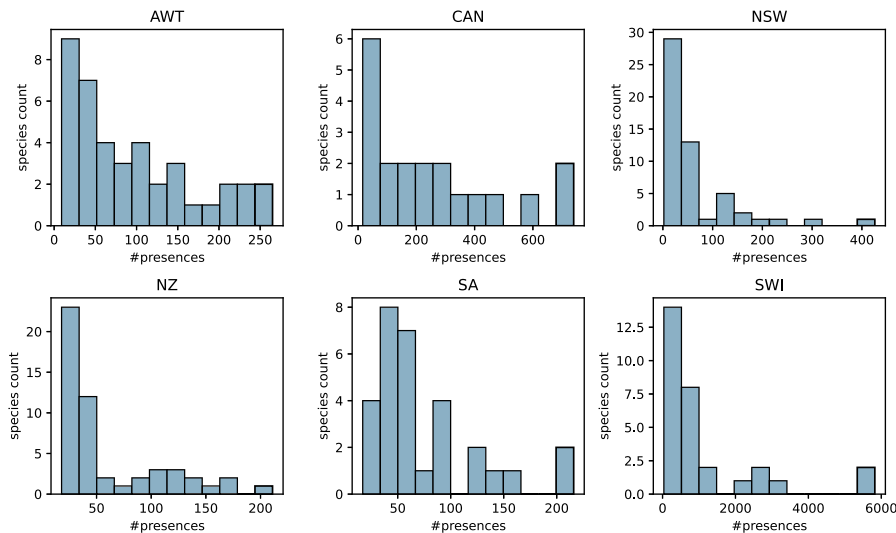 AWT
CAN
NSW
8
6
4
2
0
species count
0 50 100 150 200 250
#presences
6
5
4
3
2
1
0
species count
0 200 400 600
#presences
30
25
20
15
10
5
0
species count
0 100 200 300 400
#presences
NZ
SA
SWI
20
15
10
5
0
species count
50 100 150 200
#presences
8
6
4
2
0
species count
50 100 150 200
#presences
12.5
10.0
7.5
5.0
2.5
0.0
species count
0 2000 4000 6000
#presences